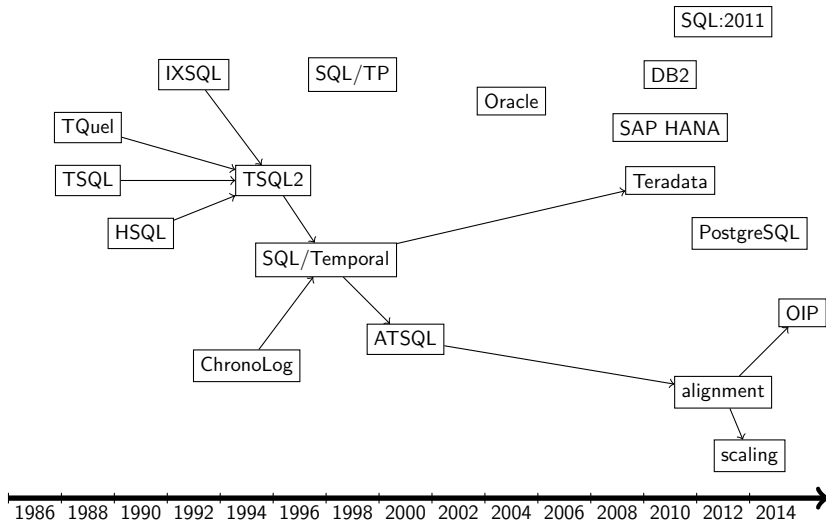 SQL:2011
IXSQL
SQL/TP
DB2
Oracle
TQuel
SAP HANA
TSQL
TSQL2
Teradata
HSQL
PostgreSQL
SQL/Temporal
OIP
ATSQL
ChronoLog
alignment
scaling
1986 1988 1990 1992 1994 1996 1998 2000 2002 2004 2006 2008 2010 2012 2014